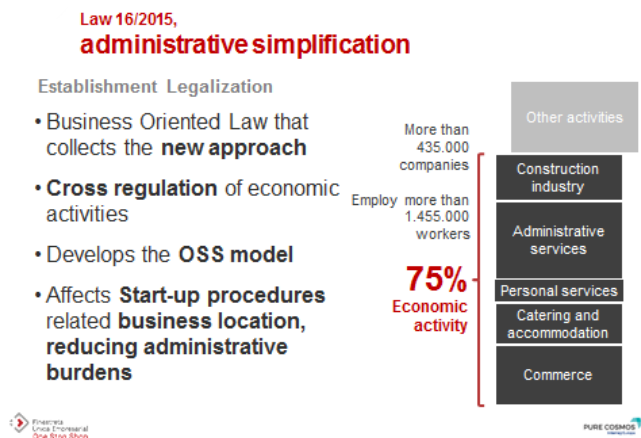 Law 16/2015,
administrative simplification
Establishment Legalization
• Business Oriented Law that
collects the new approach
• Cross regulation of economic
activities
• Develops the OSS model
• Affects Start-up procedures
related business location,
reducing administrative
burdens
More than
435.000
companies
Employ more than
1.455.000
workers
75%
Economic
activity
Other activities
Construction
industry
Administrative
services
Personal services
Catering and
accommodation
Commerce
Finestreta
Única Empresarial
One Stop Shop
PURE COSMOS